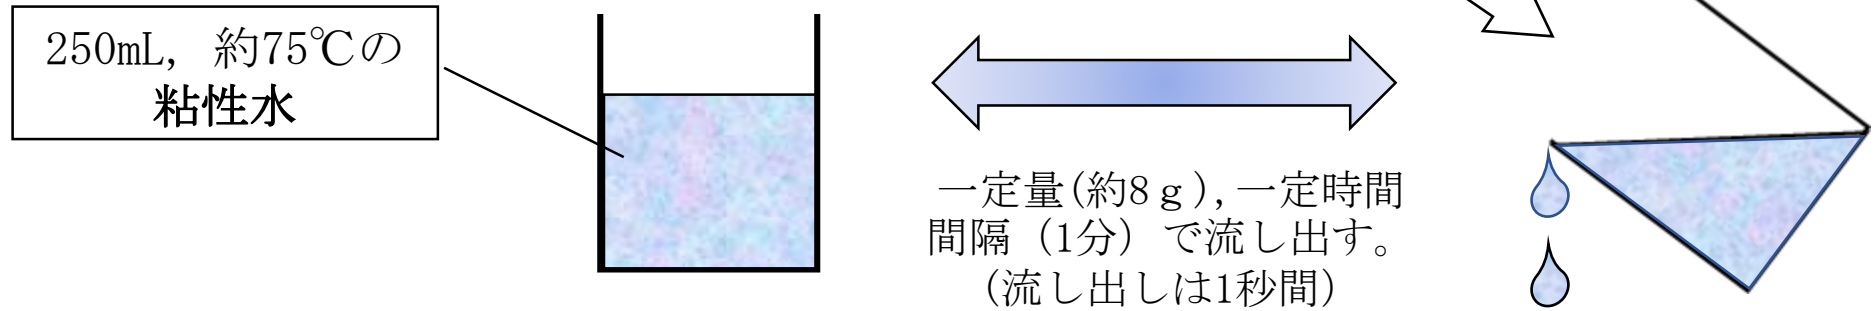 250mL, 約75℃の
粘性水
一定量(約8ｇ),一定時間
間隔（1分）で流し出す。
（流し出しは1秒間）